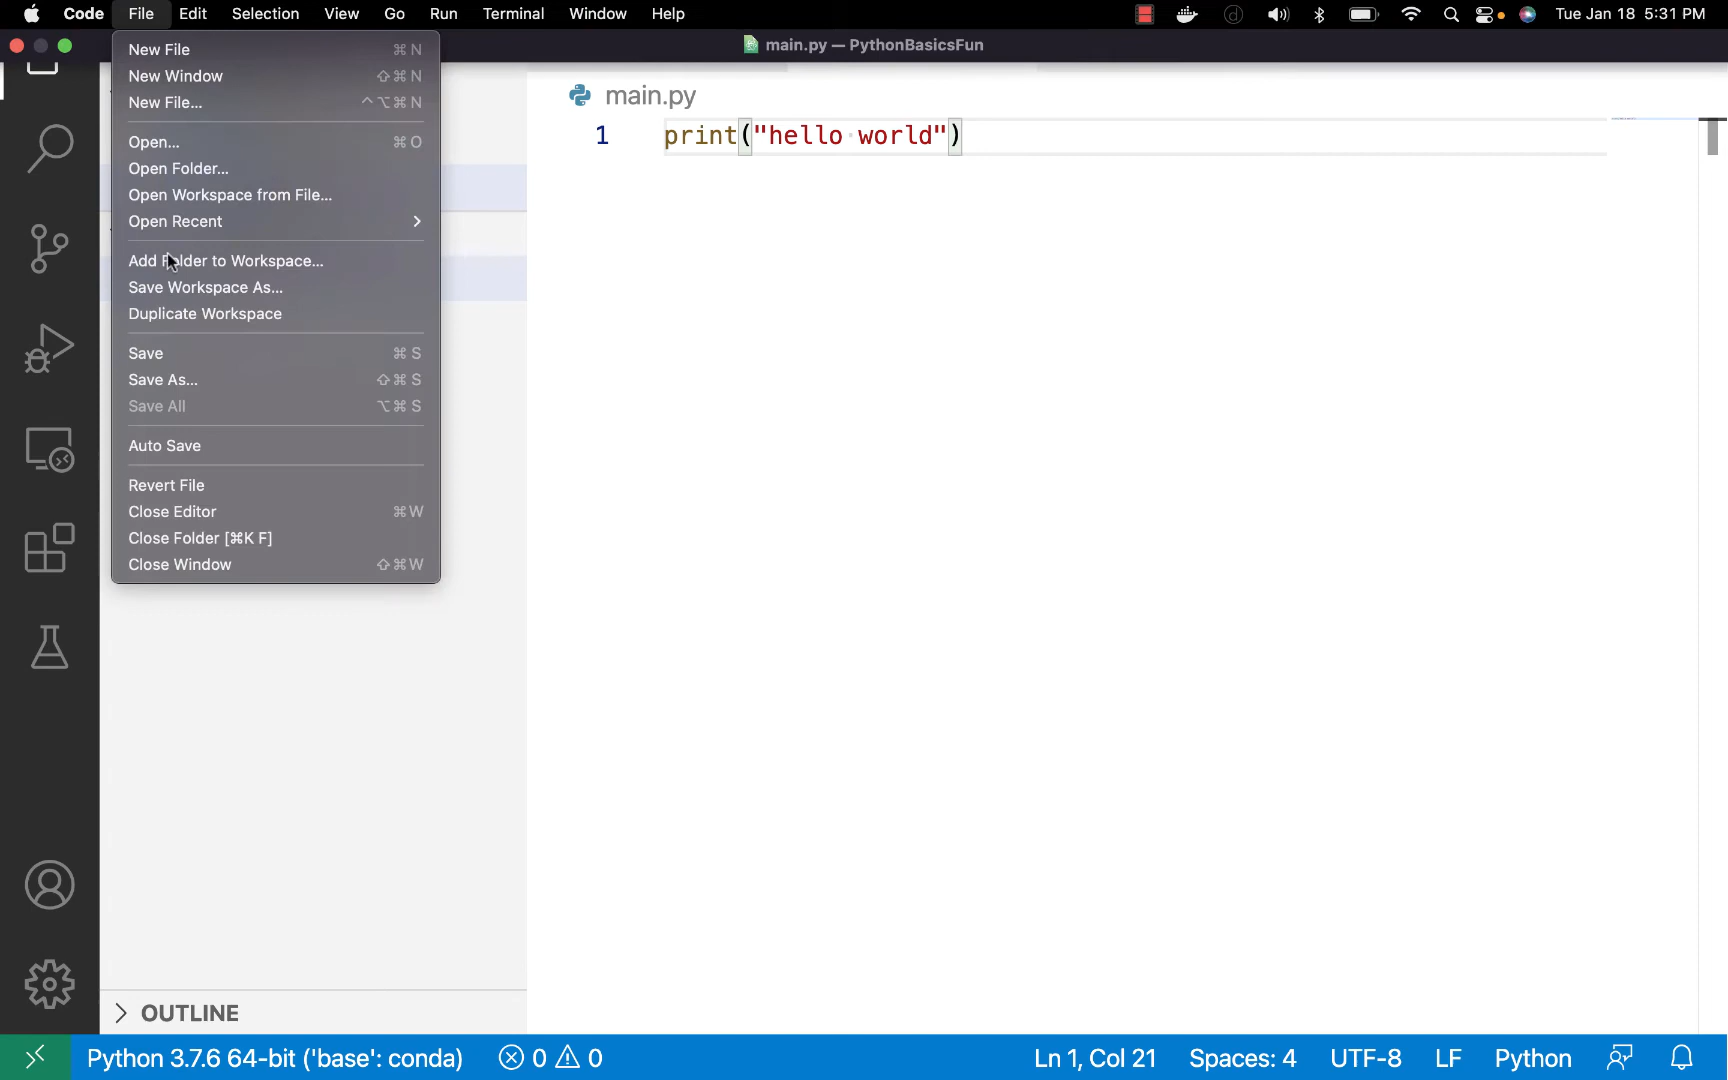 Code File Edit Selection View Go Run Terminal Window Help Tue Jan 18 5:31 PM
main.py — PythonBasicsFun
New File ⌘ N
New Window ⇧ ⌘ N
New File... ^ ⌥ ⌘ N
Open... ⌘ O
Open Folder...
Open Workspace from File...
Open Recent
Add Folder to Workspace...
Save Workspace As...
Duplicate Workspace
Save ⌘ S
Save As... ⇧ ⌘ S
Save All ⌥ ⌘ S
Auto Save
Revert File
Close Editor ⌘ W
Close Folder [⌘K F]
Close Window ⇧ ⌘ W
main.py
1 print("hello world")
OUTLINE
Python 3.7.6 64-bit ('base': conda) 0 0 Ln 1, Col 21 Spaces: 4 UTF-8 LF Python